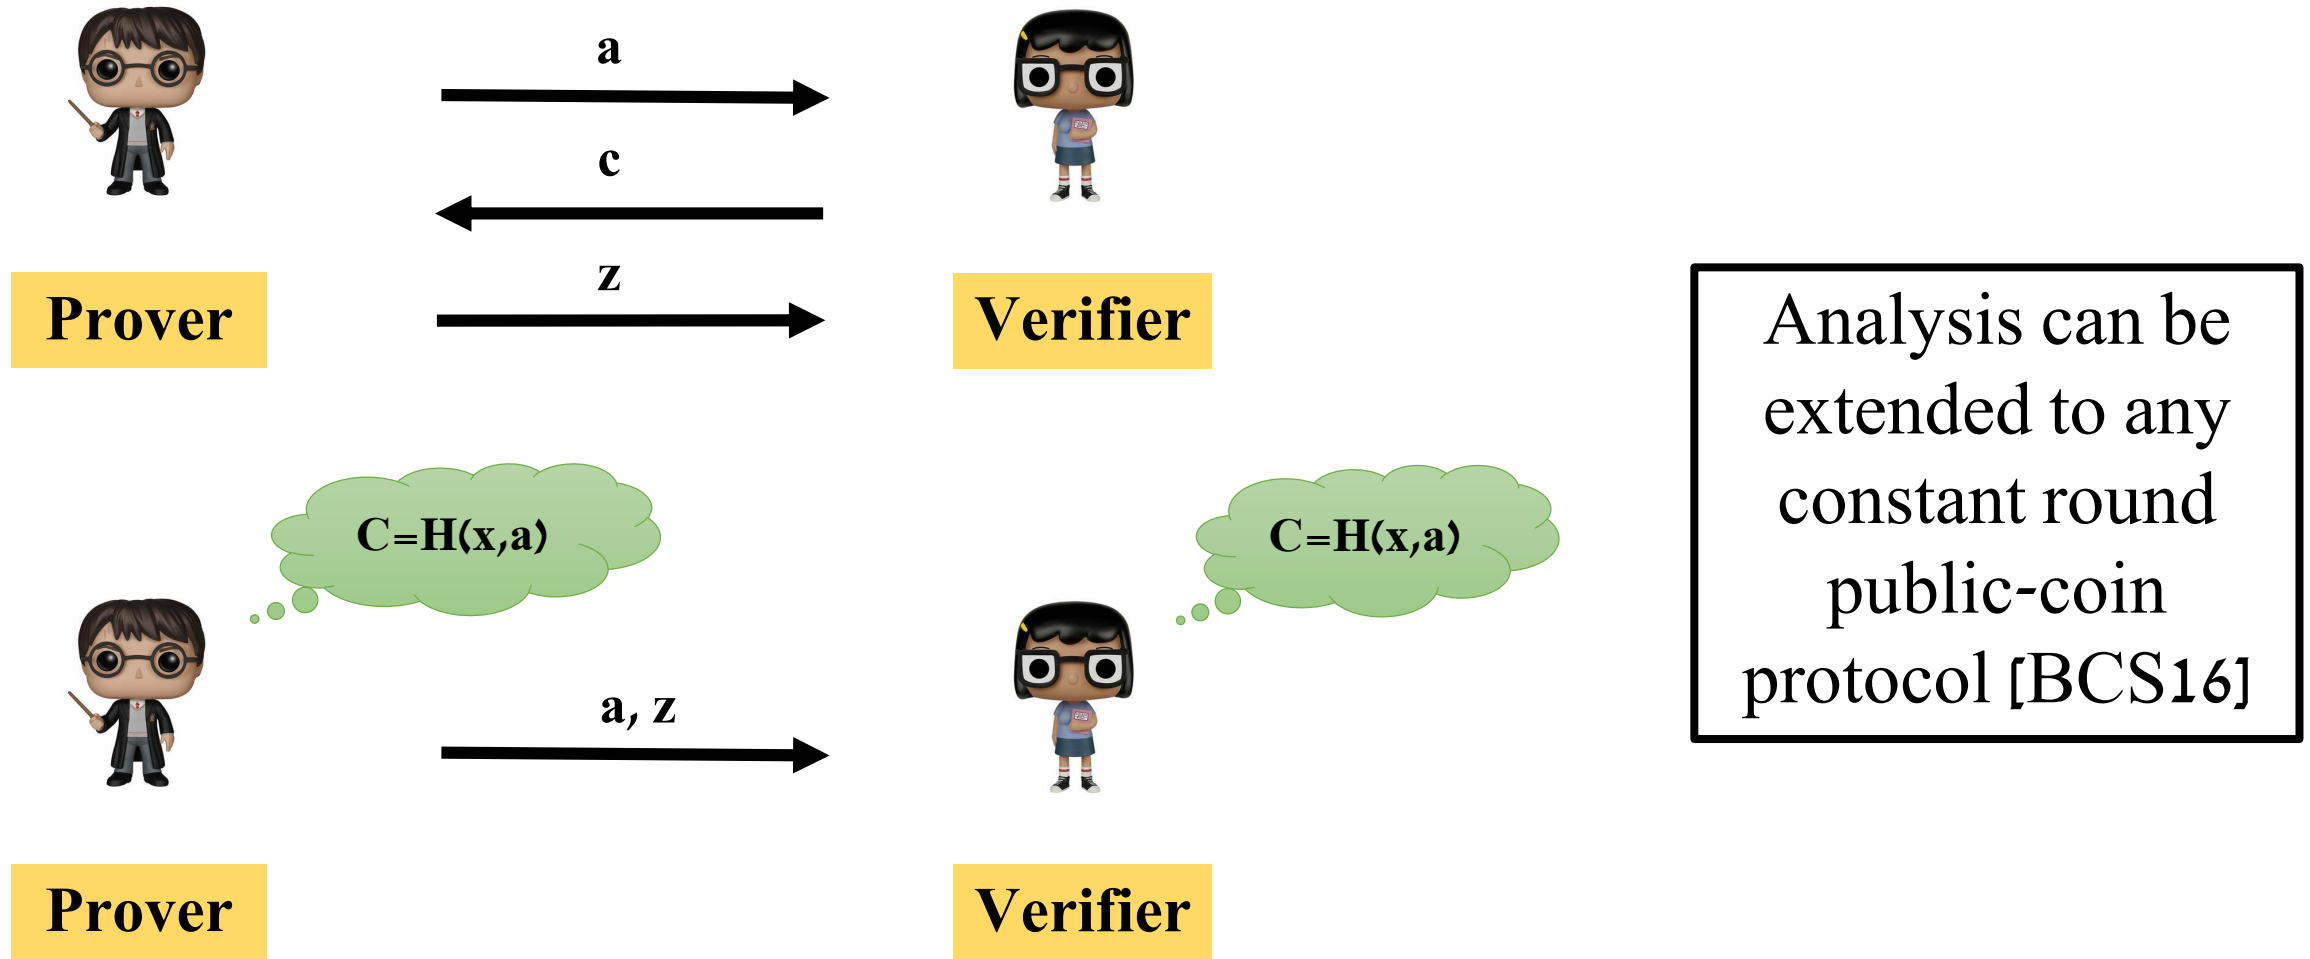 a
c
z
Prover
Verifier
C=H(x,a)
C=H(x,a)
a, z
Prover
Verifier
Analysis can be
extended to any
constant round
public-coin
protocol [BCS16]